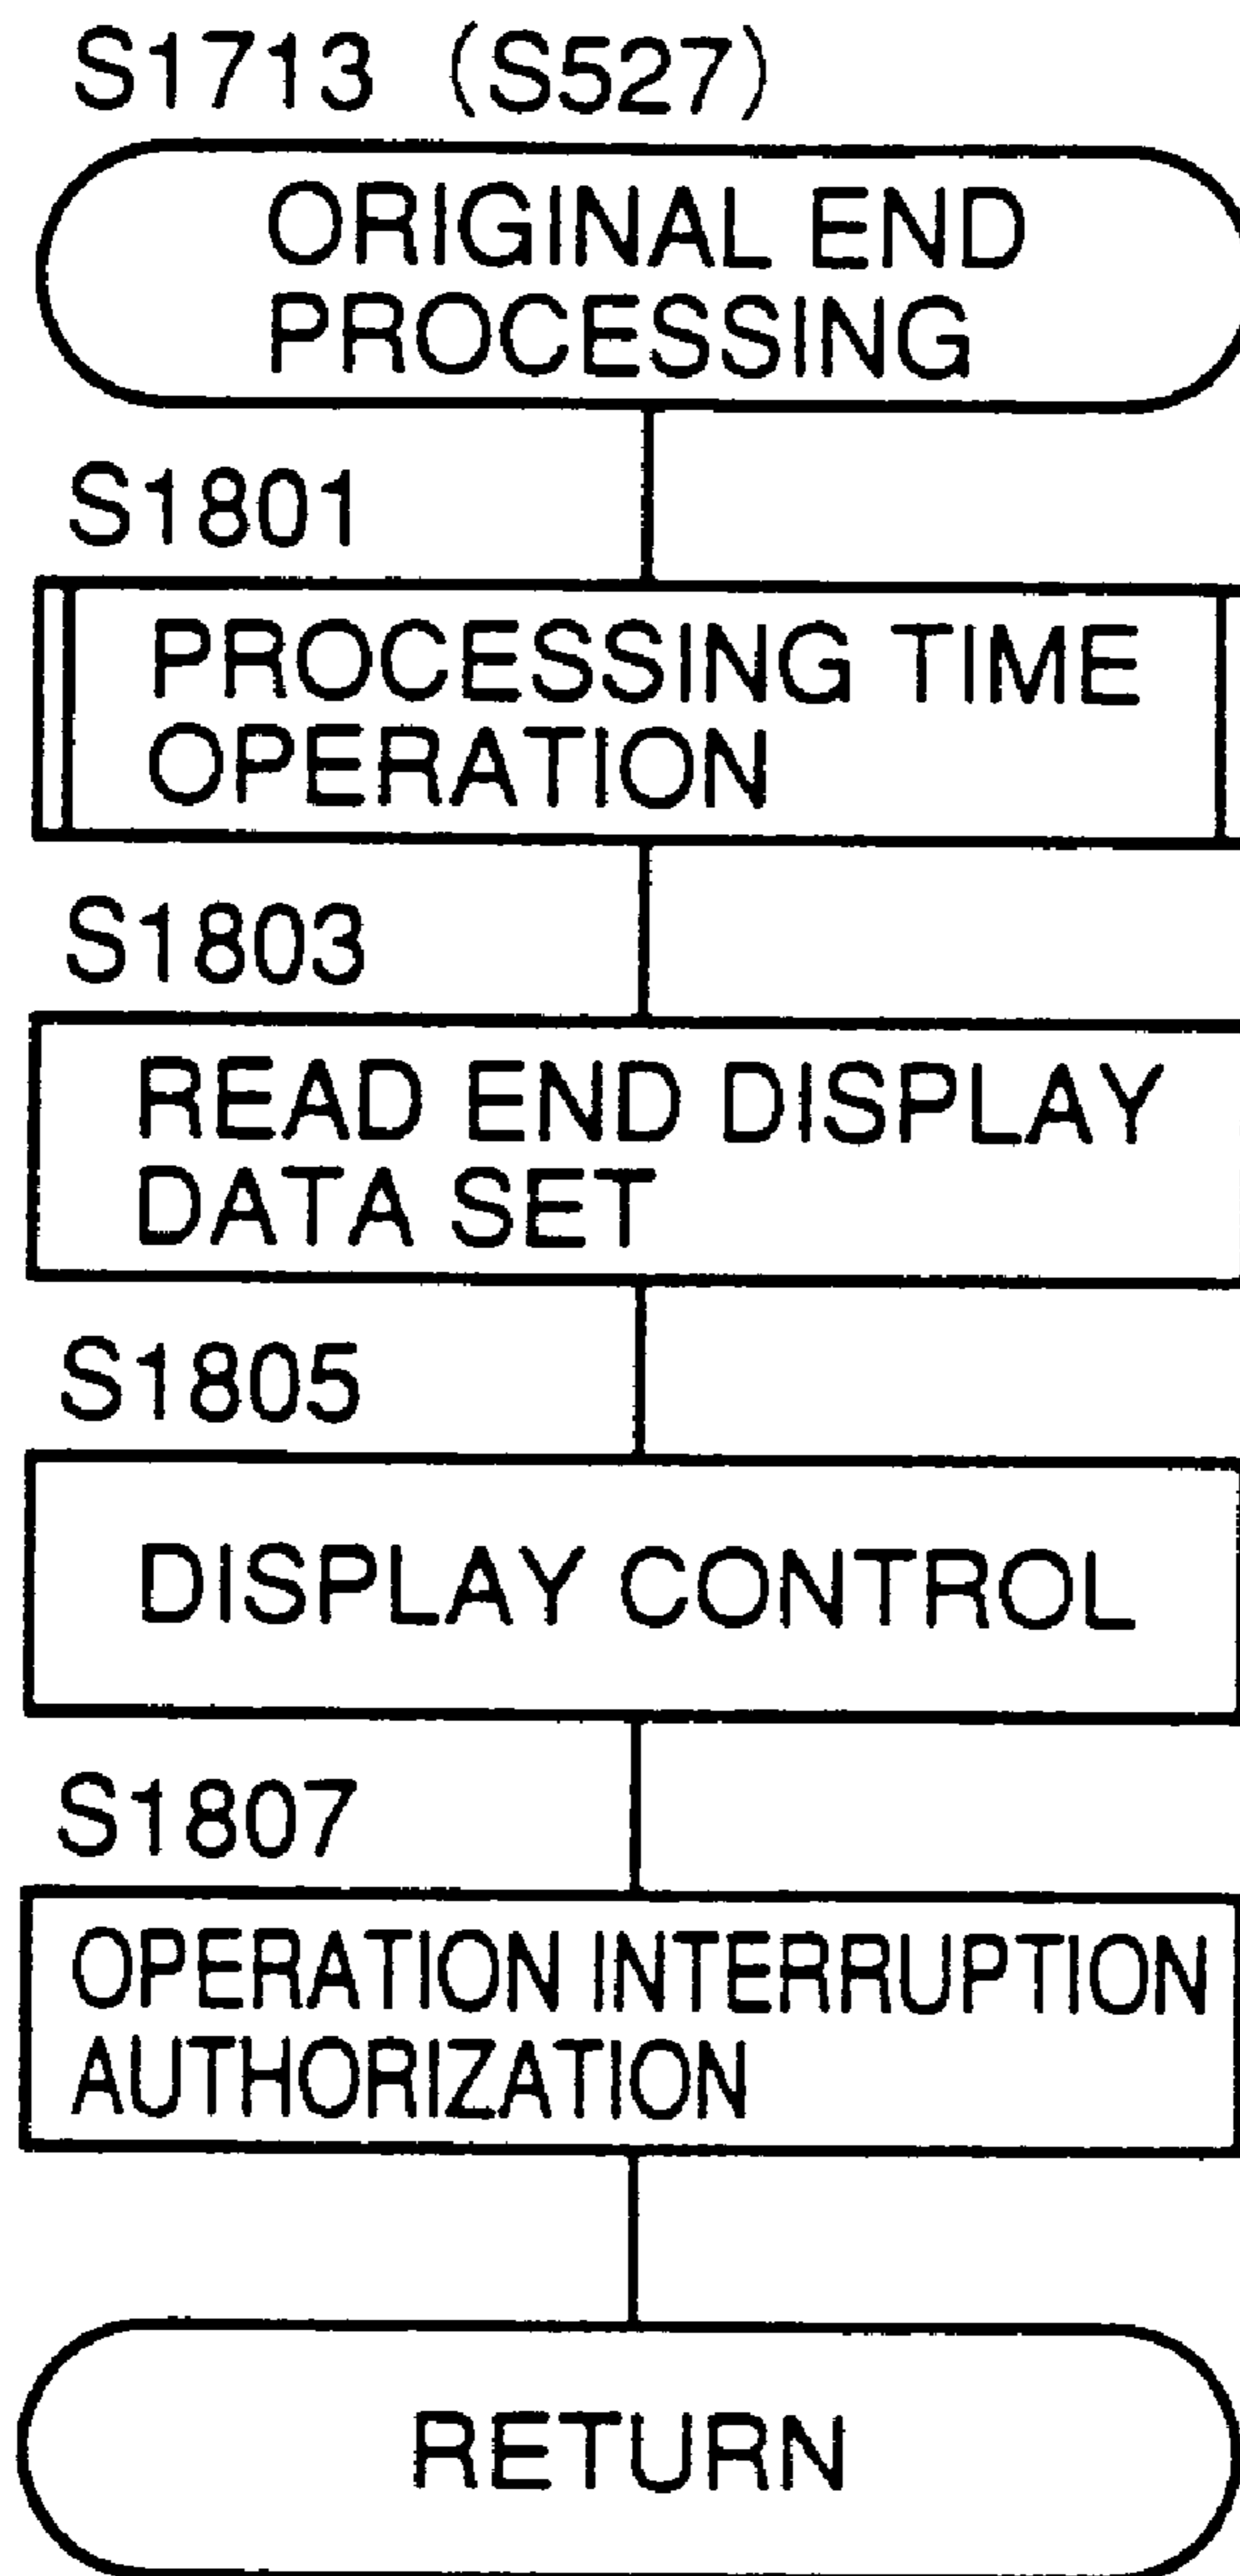 S1713 (S527)
ORIGINAL END
PROCESSING
S1801
PROCESSING TIME
OPERATION
S1803
READ END DISPLAY
DATA SET
S1805
DISPLAY CONTROL
S1807
OPERATION INTERRUPTION
AUTHORIZATION
RETURN